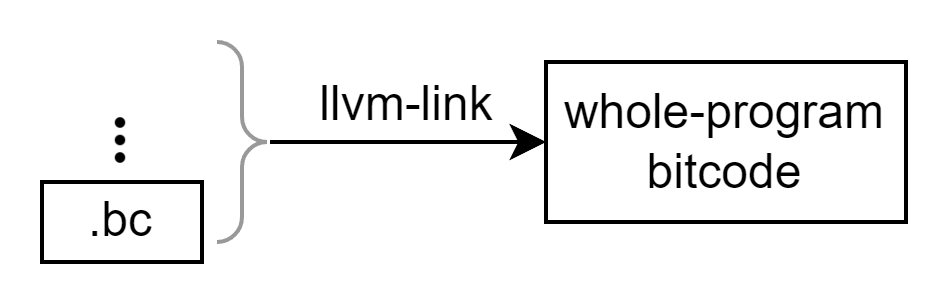 llvm-link
whole-program
bitcode
.bc